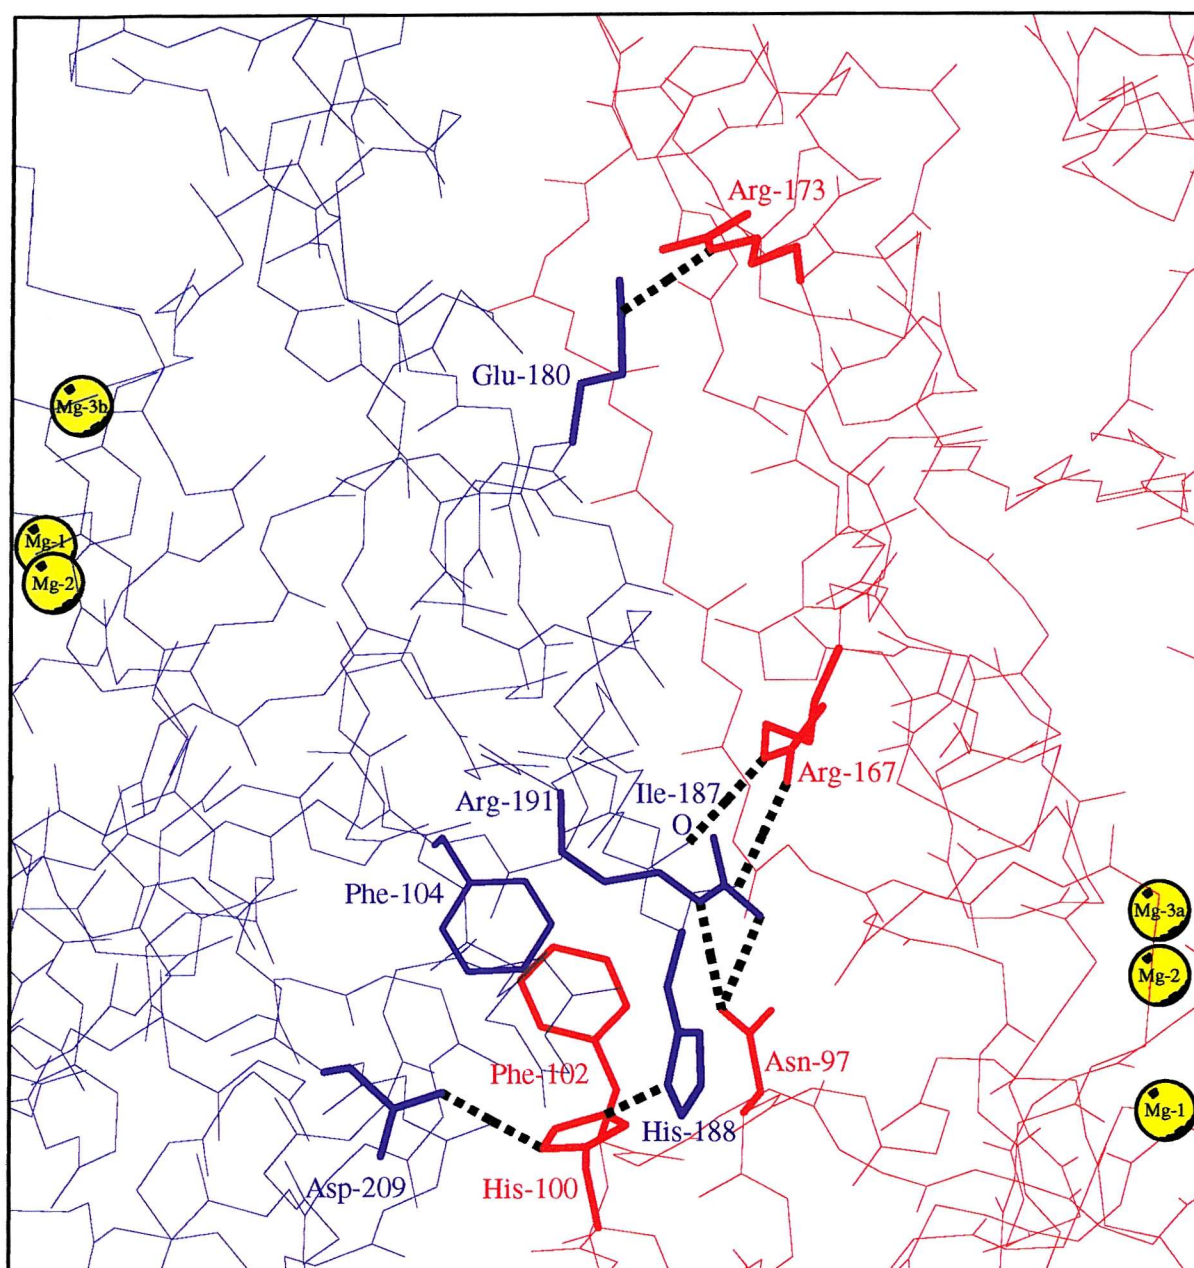 Arg-173
Glu-180
Mg-3b
Mg-1
Mg-2
Arg-191
Ile-187
O
Arg-167
Phe-104
Mg-3a
Mg-2
Phe-102
Asn-97
Mg-1
His-188
Asp-209
His-100